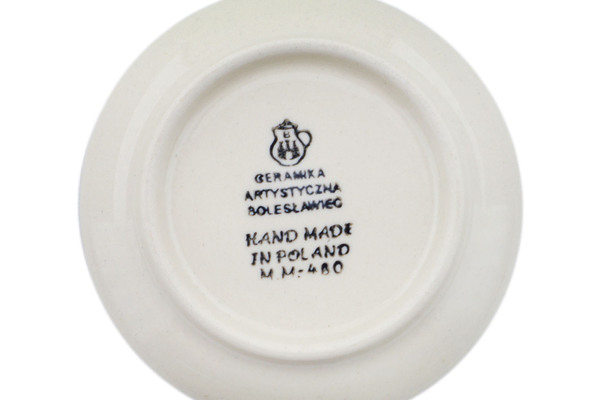 CERAMIKA
ARTYSTYCZNA
BOLESŁAWIEC
HAND MADE
IN POLAND
M.M.-480